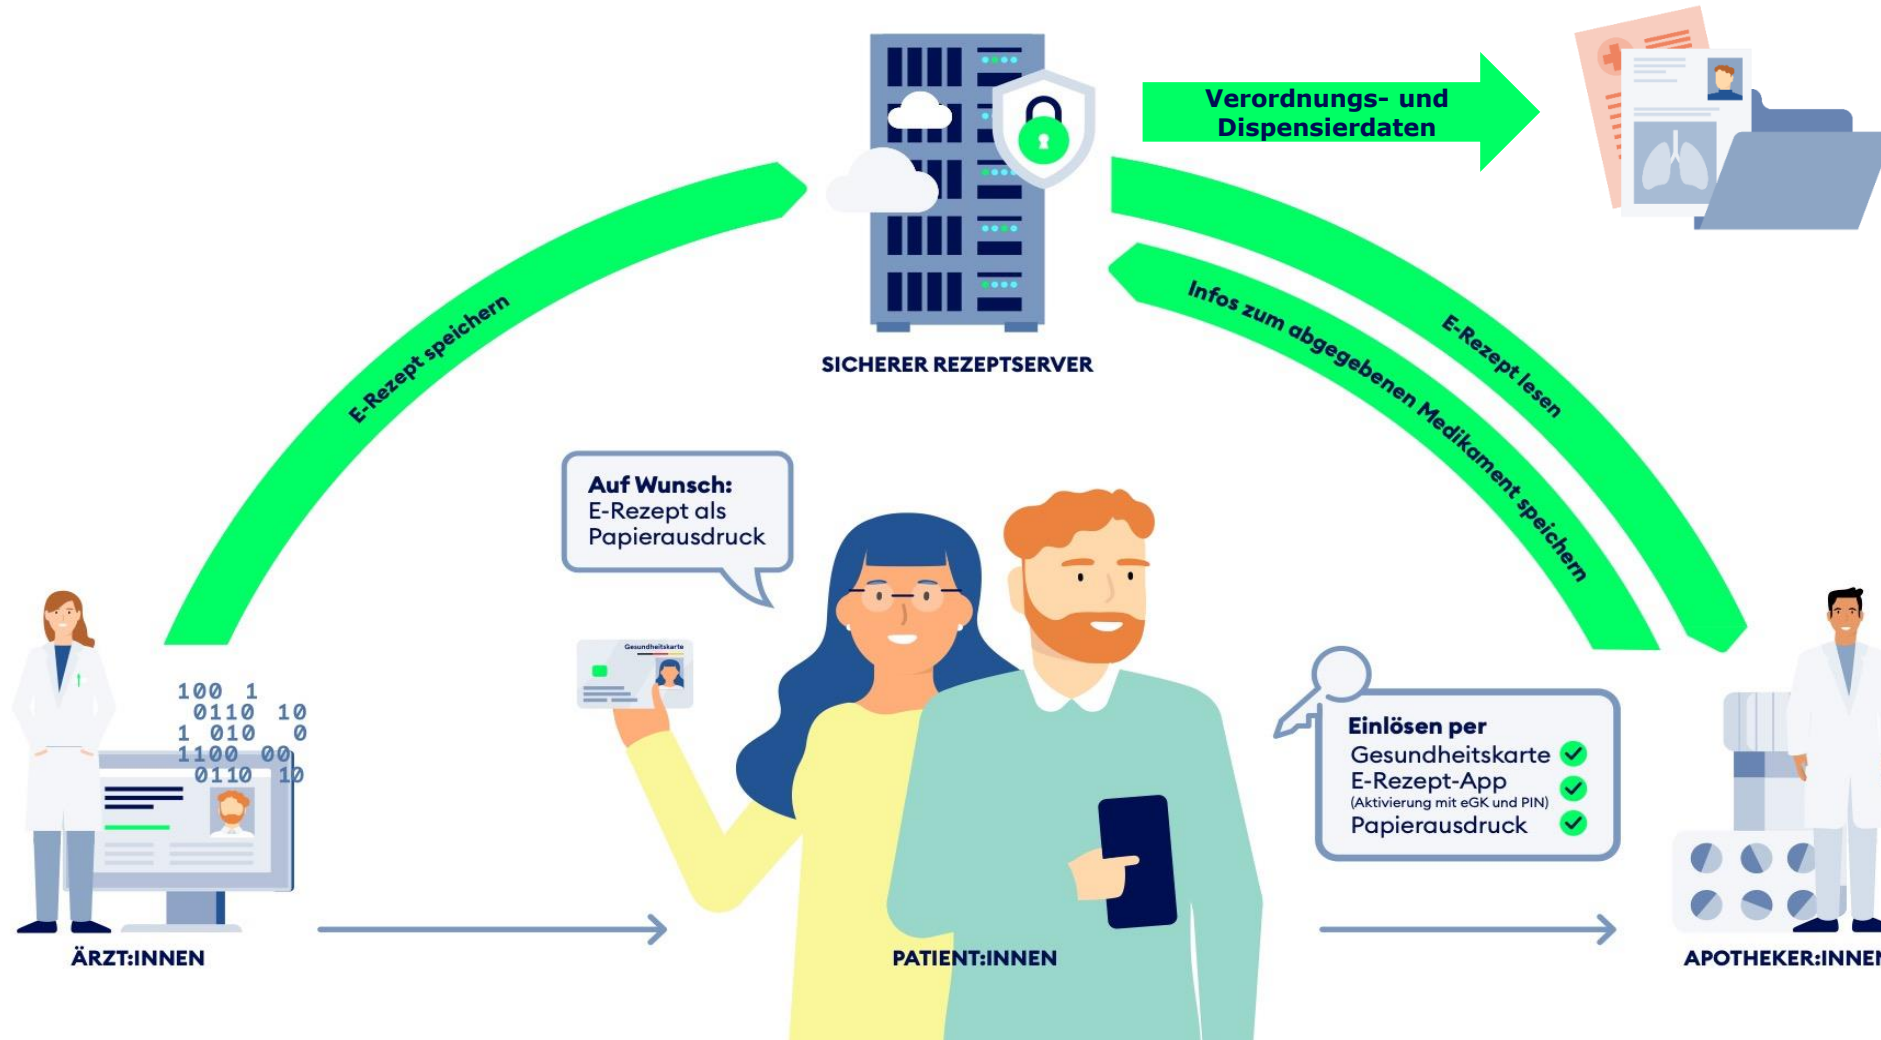 Verordnungs- und
Dispensierdaten
E-Rezept speichern
SICHERER REZEPTSERVER
E-Rezept lesen
Infos zum abgegebenen Medikament speichern
Auf Wunsch:
E-Rezept als
Papierausdruck
Gesundheitskarte
100 1
0110 10
1 010 0
1100 00
0110 10
Einlösen per
Gesundheitskarte
E-Rezept-App
(Aktivierung mit eGK und PIN)
Papierausdruck
ÄRZT:INNEN
PATIENT:INNEN
APOTHEKER:INNEN